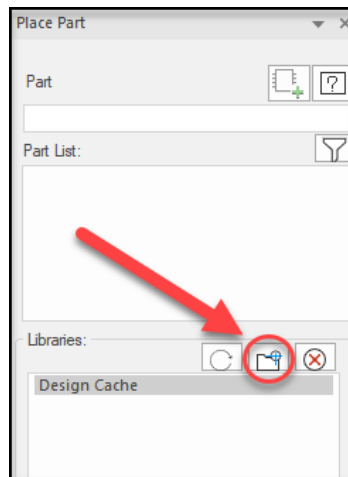 Place Part
Part
?
Part List:
Libraries:
Design Cache